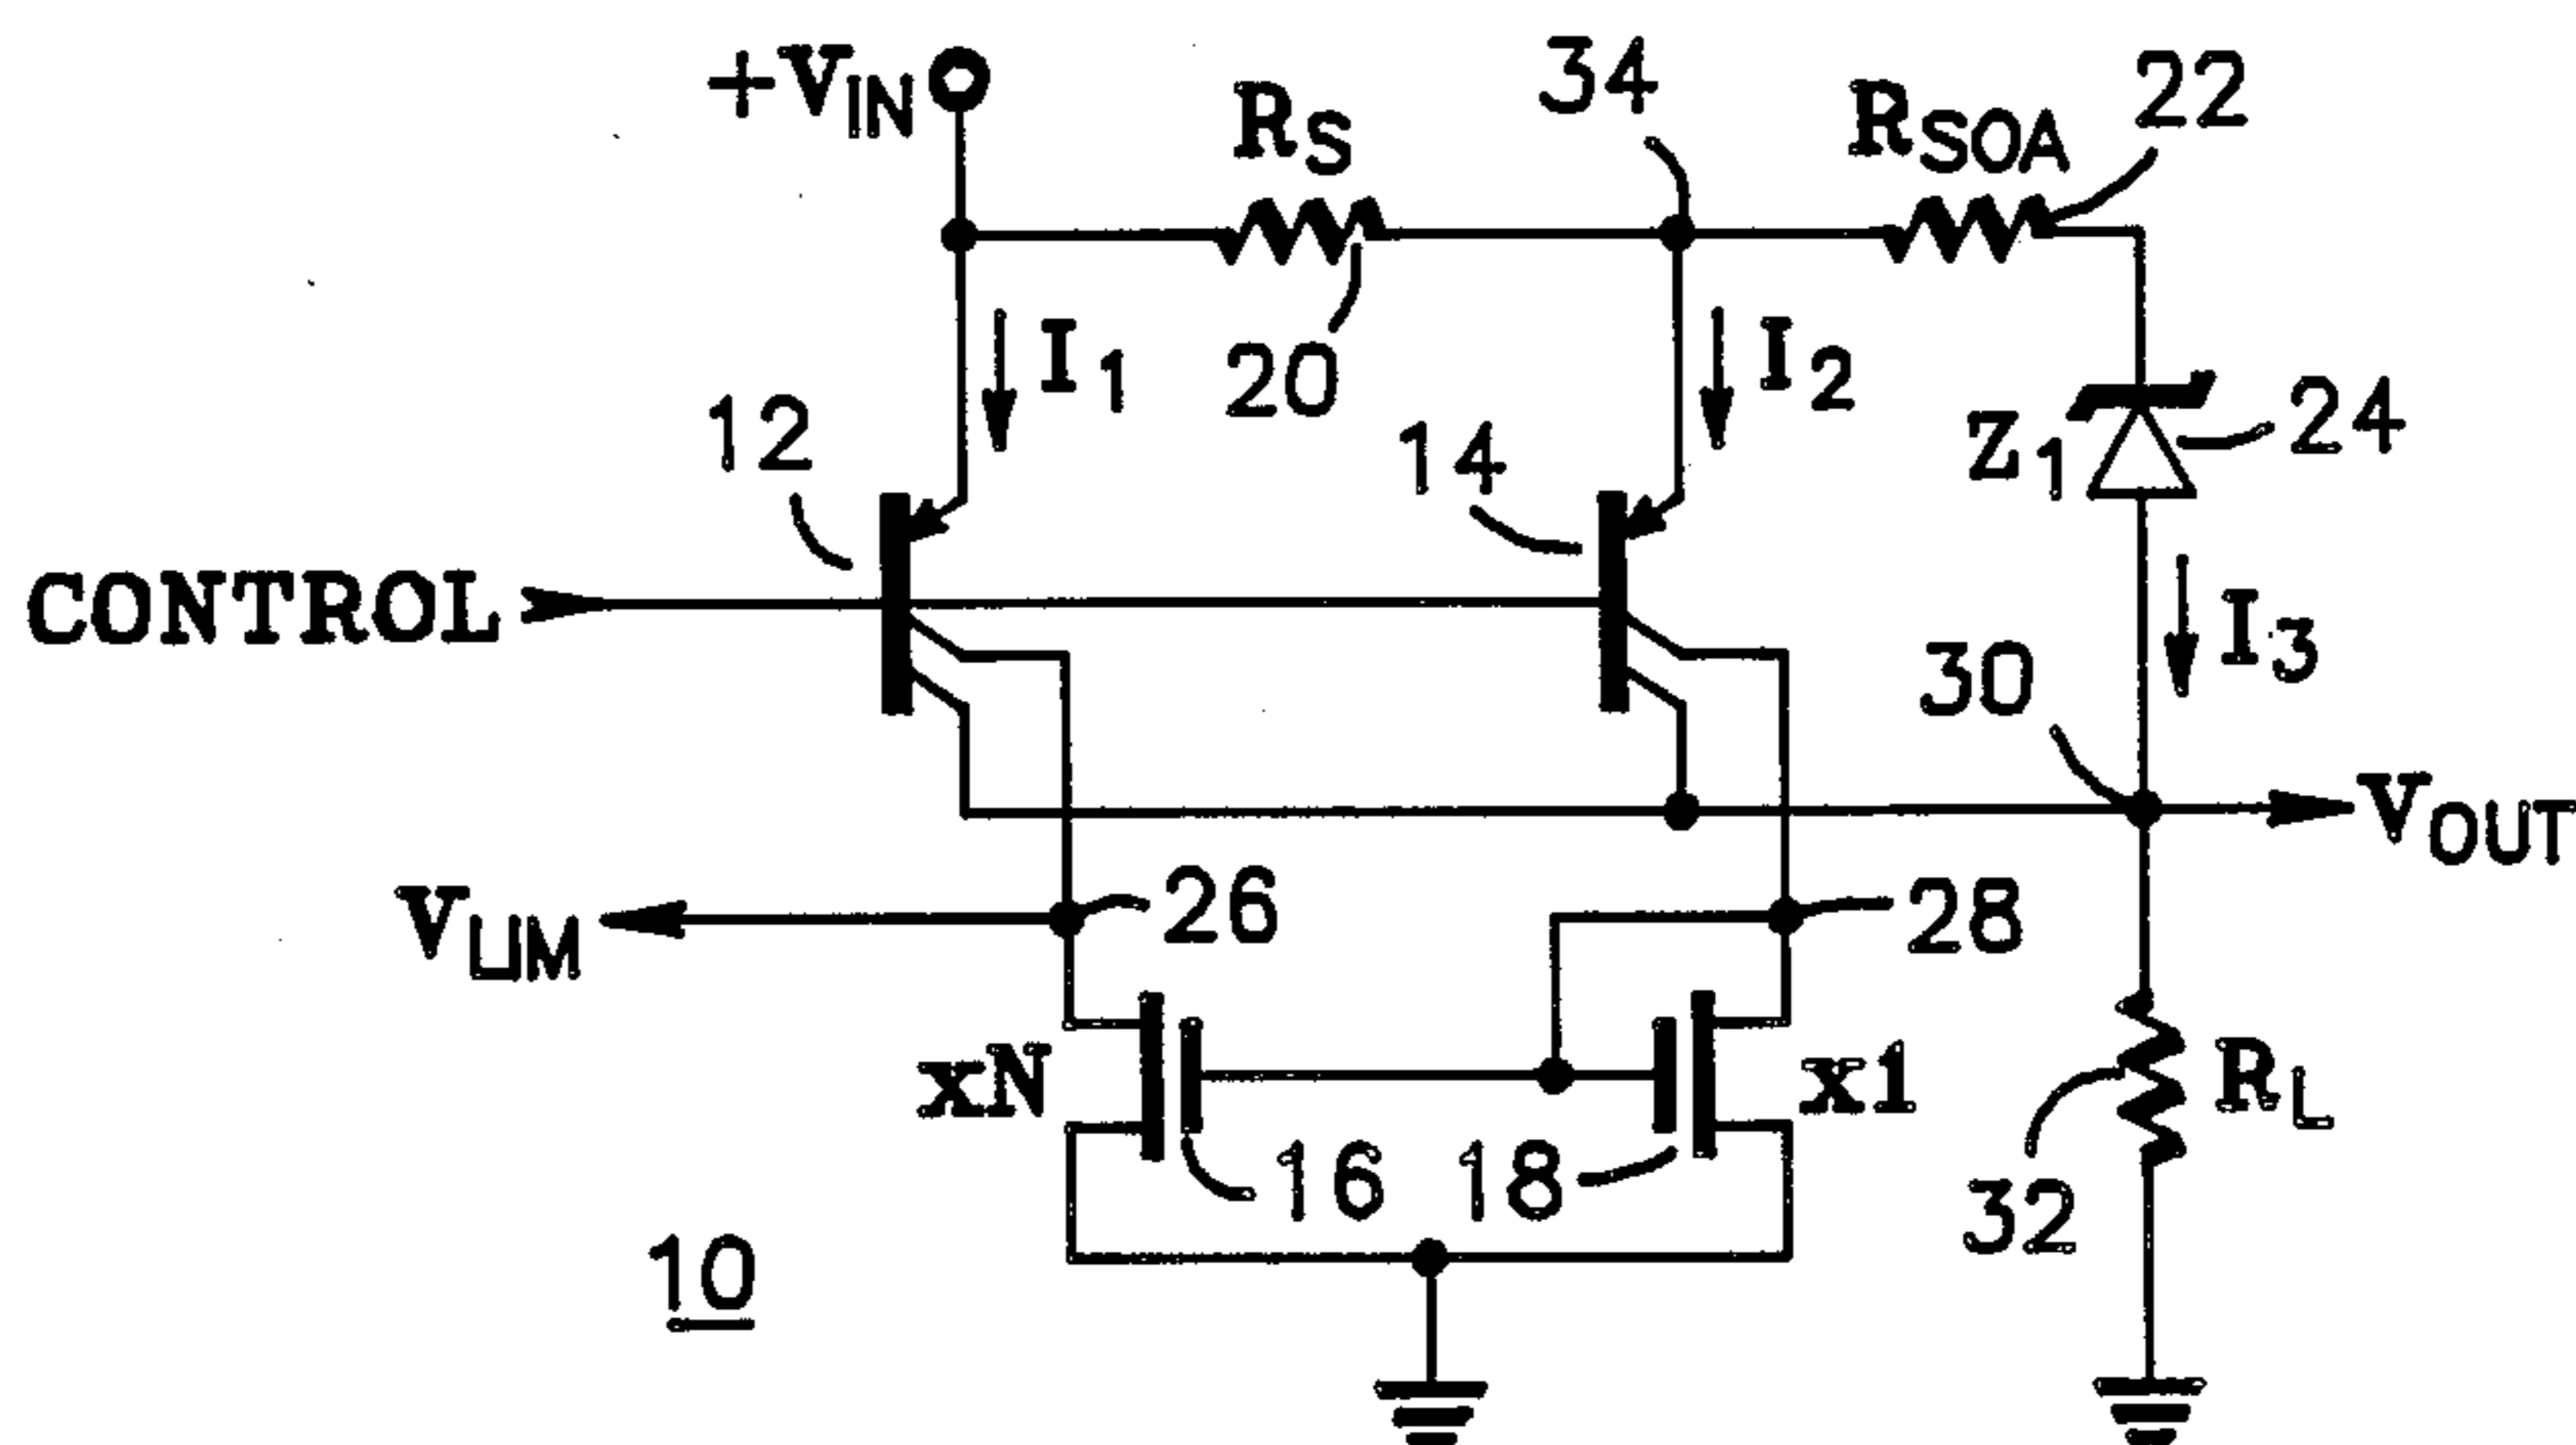 +VIN
RS
34
RSOA
22
I1
20
I2
12
14
Z1
24
CONTROL
I3
30
VOUT
VLIM
26
28
xN
x1
RL
16
18
32
10